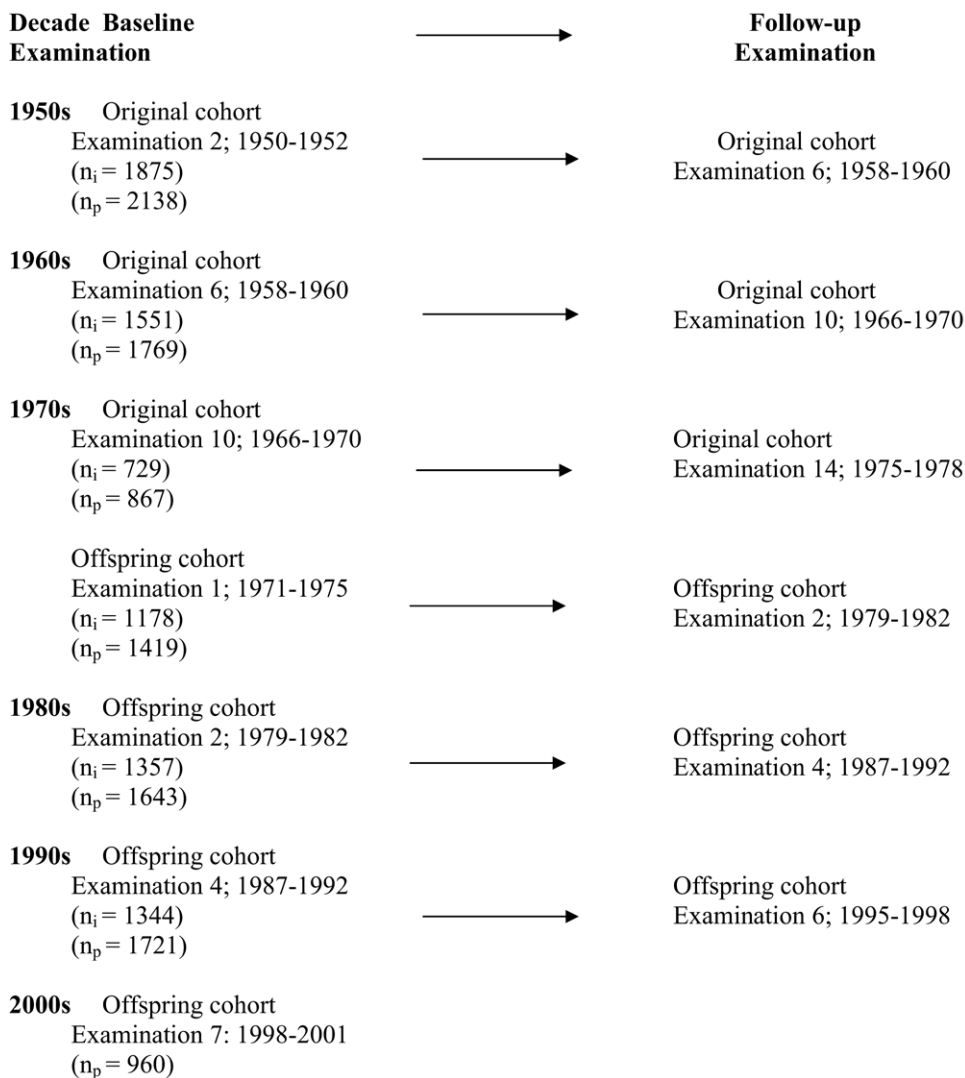 Decade Baseline Examination
Follow-up Examination
1950s Original cohort
Examination 2; 1950-1952
(nᵢ = 1875)
(nₚ = 2138)
Original cohort
Examination 6; 1958-1960
1960s Original cohort
Examination 6; 1958-1960
(nᵢ = 1551)
(nₚ = 1769)
Original cohort
Examination 10; 1966-1970
1970s Original cohort
Examination 10; 1966-1970
(nᵢ = 729)
(nₚ = 867)
Original cohort
Examination 14; 1975-1978
Offspring cohort
Examination 1; 1971-1975
(nᵢ = 1178)
(nₚ = 1419)
Offspring cohort
Examination 2; 1979-1982
1980s Offspring cohort
Examination 2; 1979-1982
(nᵢ = 1357)
(nₚ = 1643)
Offspring cohort
Examination 4; 1987-1992
1990s Offspring cohort
Examination 4; 1987-1992
(nᵢ = 1344)
(nₚ = 1721)
Offspring cohort
Examination 6; 1995-1998
2000s Offspring cohort
Examination 7: 1998-2001
(nₚ = 960)